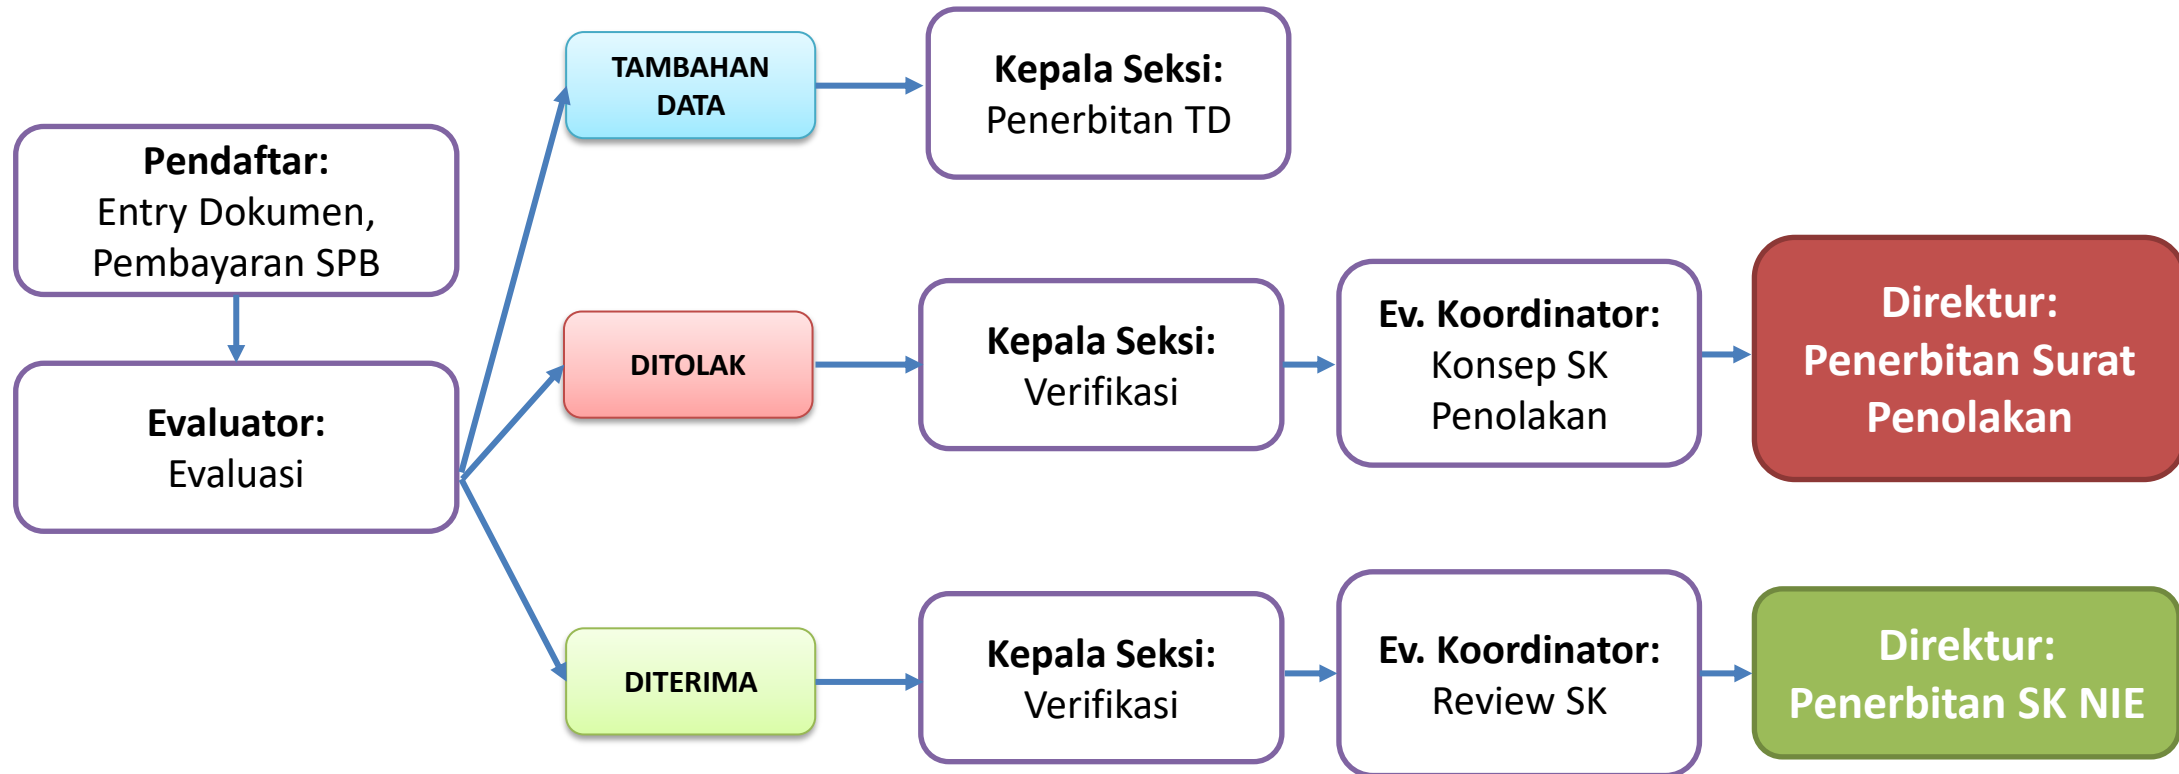 Pendaftar:
Entry Dokumen,
Pembayaran SPB
Evaluator:
Evaluasi
TAMBAHAN
DATA
Kepala Seksi:
Penerbitan TD
DITOLAK
Kepala Seksi:
Verifikasi
Ev. Koordinator:
Konsep SK
Penolakan
Direktur:
Penerbitan Surat
Penolakan
DITERIMA
Kepala Seksi:
Verifikasi
Ev. Koordinator:
Review SK
Direktur:
Penerbitan SK NIE